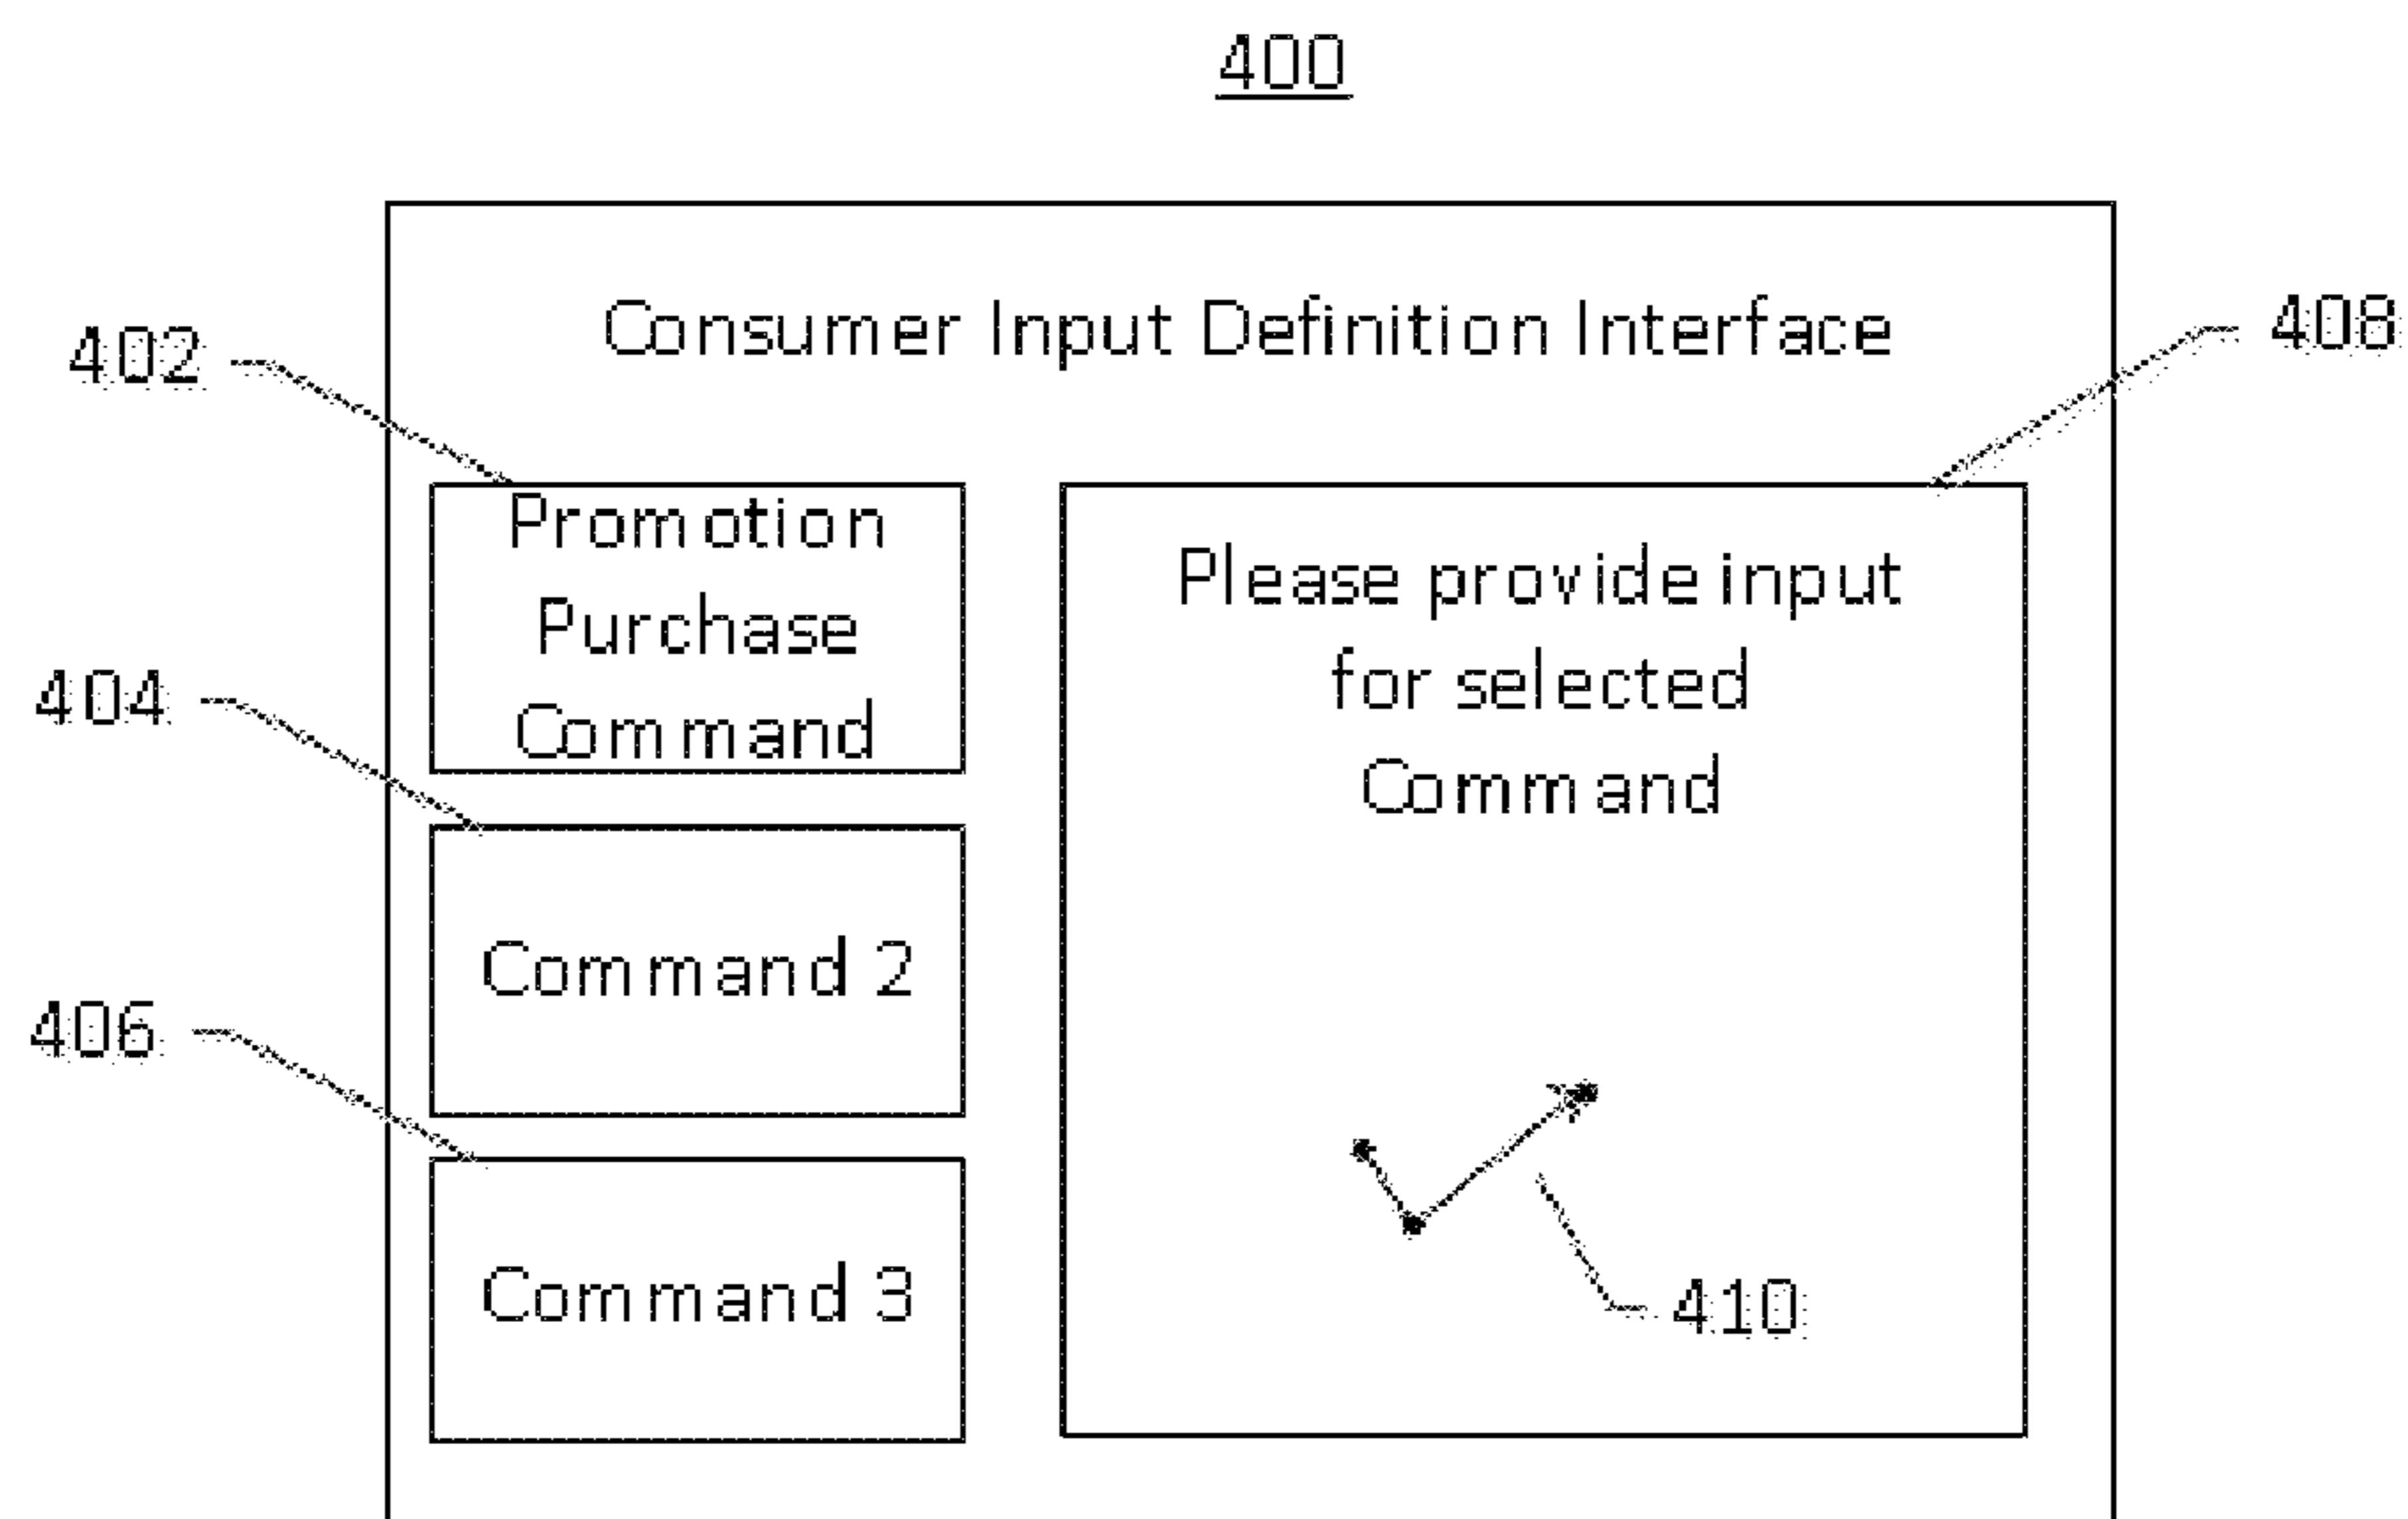 400
Consumer Input Definition Interface
402
408
Promotion
Purchase
Command
Please provide input
for selected
Command
404
Command 2
406
Command 3
410